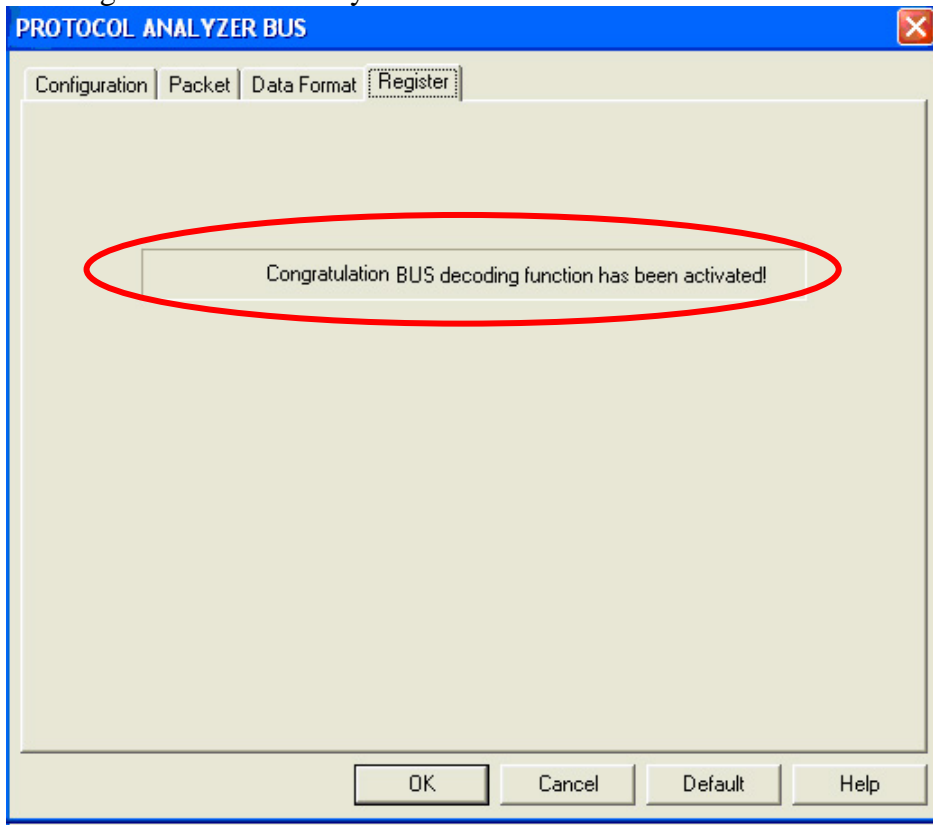 PROTOCOL ANALYZER BUS
Configuration Packet Data Format Register
Congratulation BUS decoding function has been activated!
OK Cancel Default Help